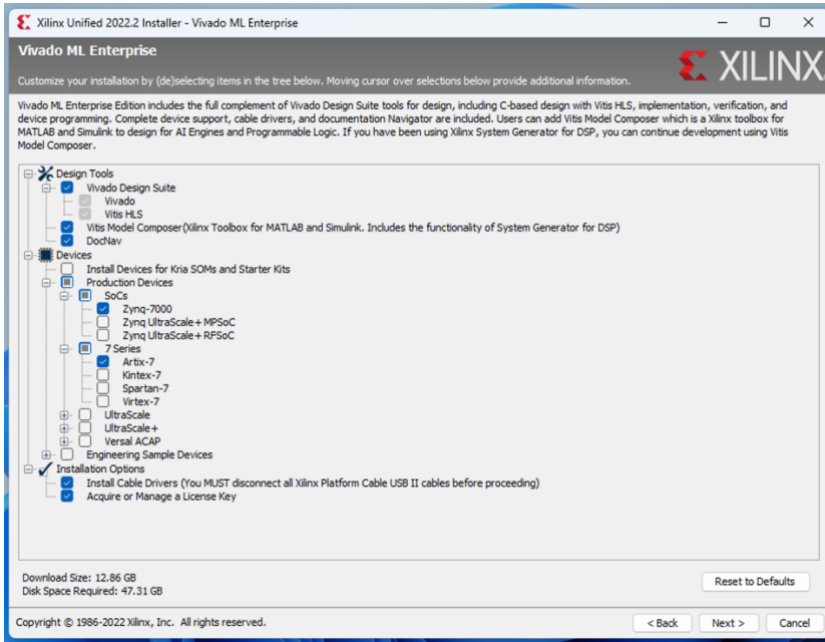 Xilinx Unified 2022.2 Installer - Vivado ML Enterprise
Vivado ML Enterprise
Customize your installation by (de)selecting items in the tree below. Moving cursor over selections below provide additional information.
XILINX
Vivado ML Enterprise Edition includes the full complement of Vivado Design Suite tools for design, including C-based design with Vitis HLS, implementation, verification, and
device programming. Complete device support, cable drivers, and documentation Navigator are included. Users can add Vitis Model Composer which is a Xilinx toolbox for
MATLAB and Simulink to design for AI Engines and Programmable Logic. If you have been using Xilinx System Generator for DSP, you can continue development using Vitis
Model Composer.
Design Tools
Vivado Design Suite
Vivado
Vitis HLS
Vitis Model Composer(Xilinx Toolbox for MATLAB and Simulink. Includes the functionality of System Generator for DSP)
DocNav
Devices
Install Devices for Kria SOMs and Starter Kits
Production Devices
SoCs
Zynq-7000
Zynq UltraScale+ MPSoC
Zynq UltraScale+ RFSoC
7 Series
Artix-7
Kintex-7
Spartan-7
Virtex-7
UltraScale
UltraScale+
Versal ACAP
Engineering Sample Devices
Installation Options
Install Cable Drivers (You MUST disconnect all Xilinx Platform Cable USB II cables before proceeding)
Acquire or Manage a License Key
Download Size: 12.86 GB
Disk Space Required: 47.31 GB
Reset to Defaults
Copyright © 1986-2022 Xilinx, Inc. All rights reserved.
< Back Next > Cancel